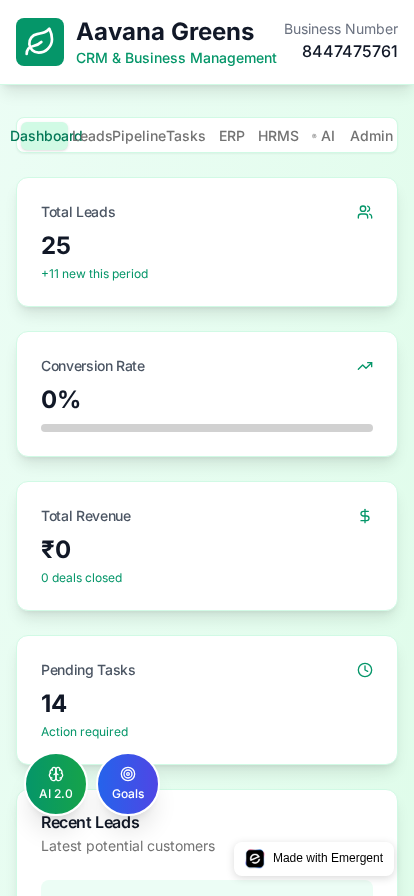 Aavana Greens
CRM & Business Management
Business Number
8447475761
Dashboard Leads Pipeline Tasks ERP HRMS AI Admin
Total Leads
25
+11 new this period
Conversion Rate
0%
Total Revenue
₹0
0 deals closed
Pending Tasks
14
Action required
AI 2.0
Goals
Recent Leads
Latest potential customers
Made with Emergent